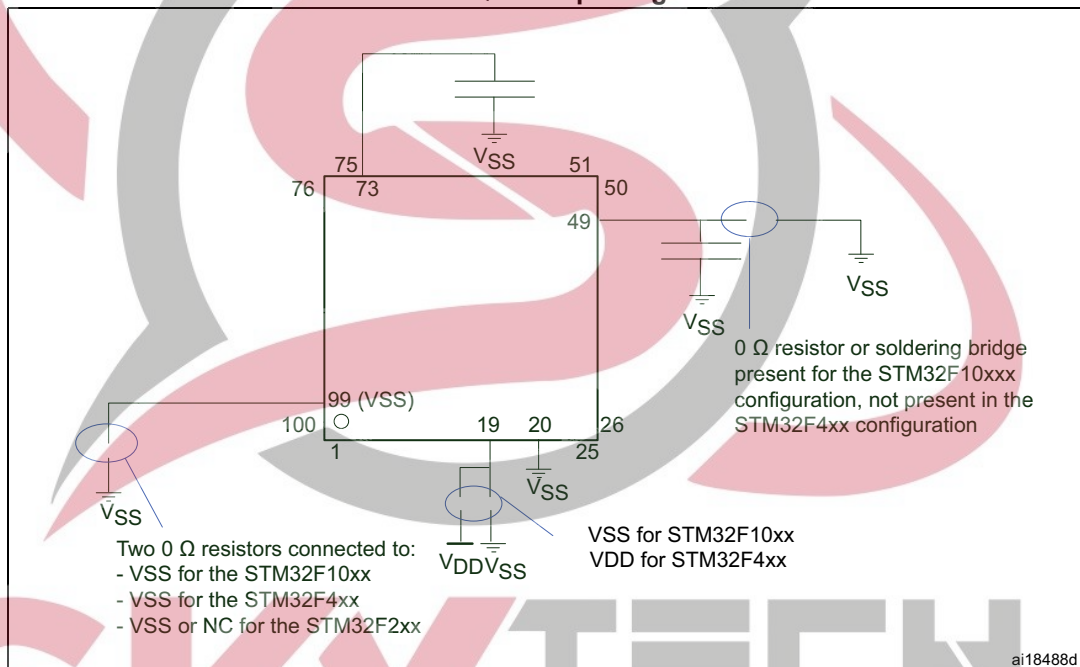 VSS
75
51
76
73
50
49
VSS
VSS
0 Ω resistor or soldering bridge
present for the STM32F10xxx
configuration, not present in the
STM32F4xx configuration
99 (VSS)
100
19
20
26
1
25
VSS
VSS
Two 0 Ω resistors connected to:
- VSS for the STM32F10xx
- VSS for the STM32F4xx
- VSS or NC for the STM32F2xx
VDD VSS
VSS for STM32F10xx
VDD for STM32F4xx
ai18488d